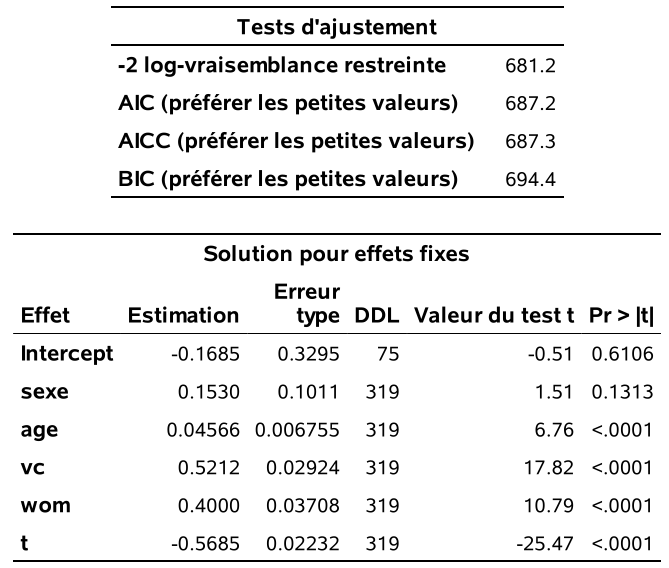 Tests d'ajustement
-2 log-vraisemblance restreinte 681.2
AIC (préférer les petites valeurs) 687.2
AICC (préférer les petites valeurs) 687.3
BIC (préférer les petites valeurs) 694.4
Solution pour effets fixes
Effet Estimation Erreur type DDL Valeur du test t Pr > |t|
Intercept -0.1685 0.3295 75 -0.51 0.6106
sexe 0.1530 0.1011 319 1.51 0.1313
age 0.04566 0.006755 319 6.76 <.0001
vc 0.5212 0.02924 319 17.82 <.0001
wom 0.4000 0.03708 319 10.79 <.0001
t -0.5685 0.02232 319 -25.47 <.0001